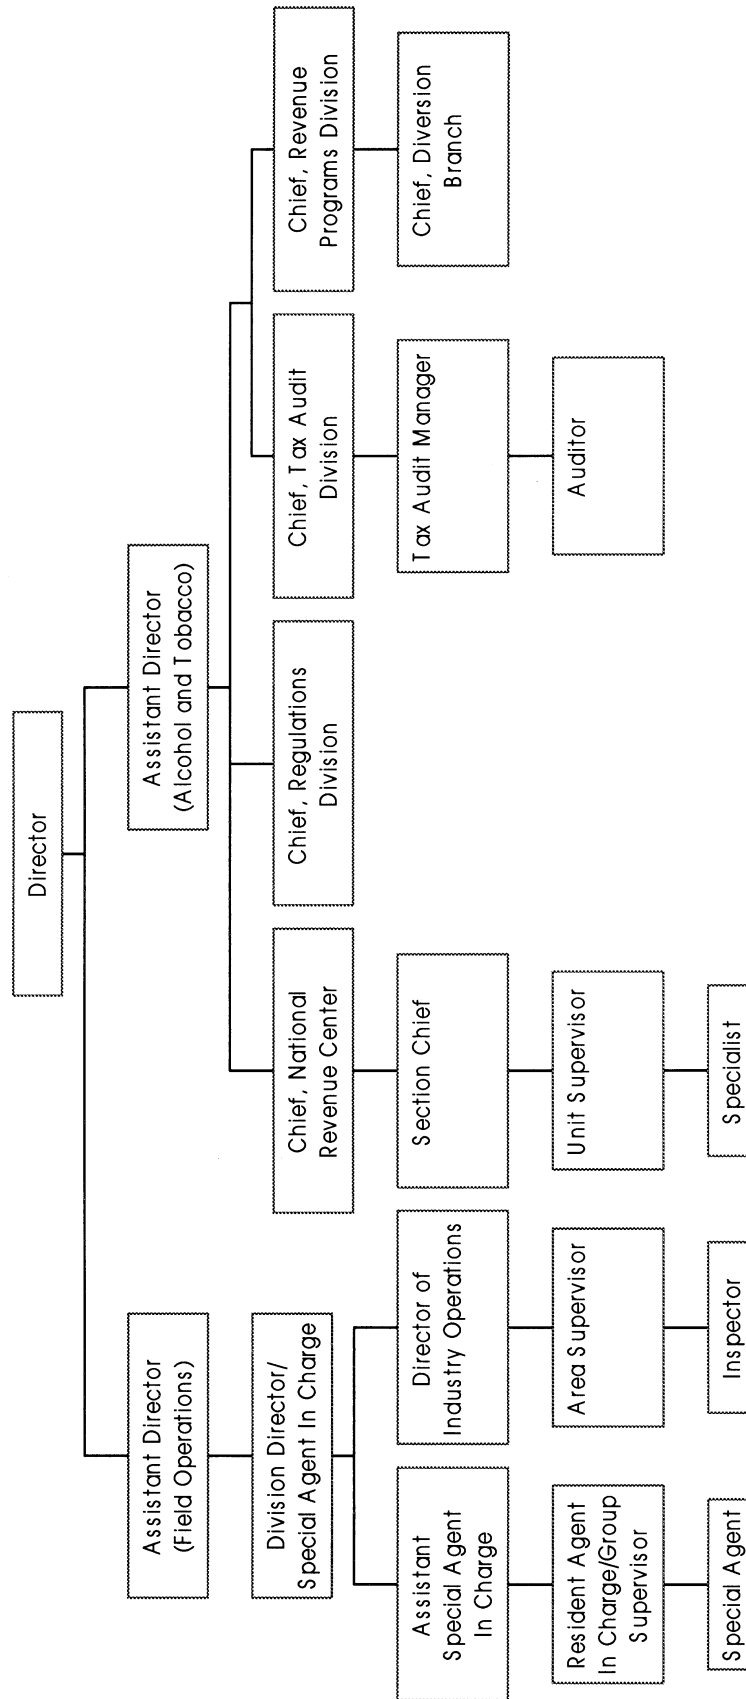 Director
Assistant Director
(Field Operations)
Assistant Director
(Alcohol and Tobacco)
Division Director/
Special Agent In Charge
Chief, National
Revenue Center
Chief, Regulations
Division
Chief, Tax Audit
Division
Chief, Revenue
Programs Division
Assistant
Special Agent
In Charge
Director of
Industry Operations
Section Chief
Tax Audit Manager
Chief, Diversion
Branch
Resident Agent
In Charge/Group
Supervisor
Area Supervisor
Unit Supervisor
Auditor
Special Agent
Inspector
Specialist